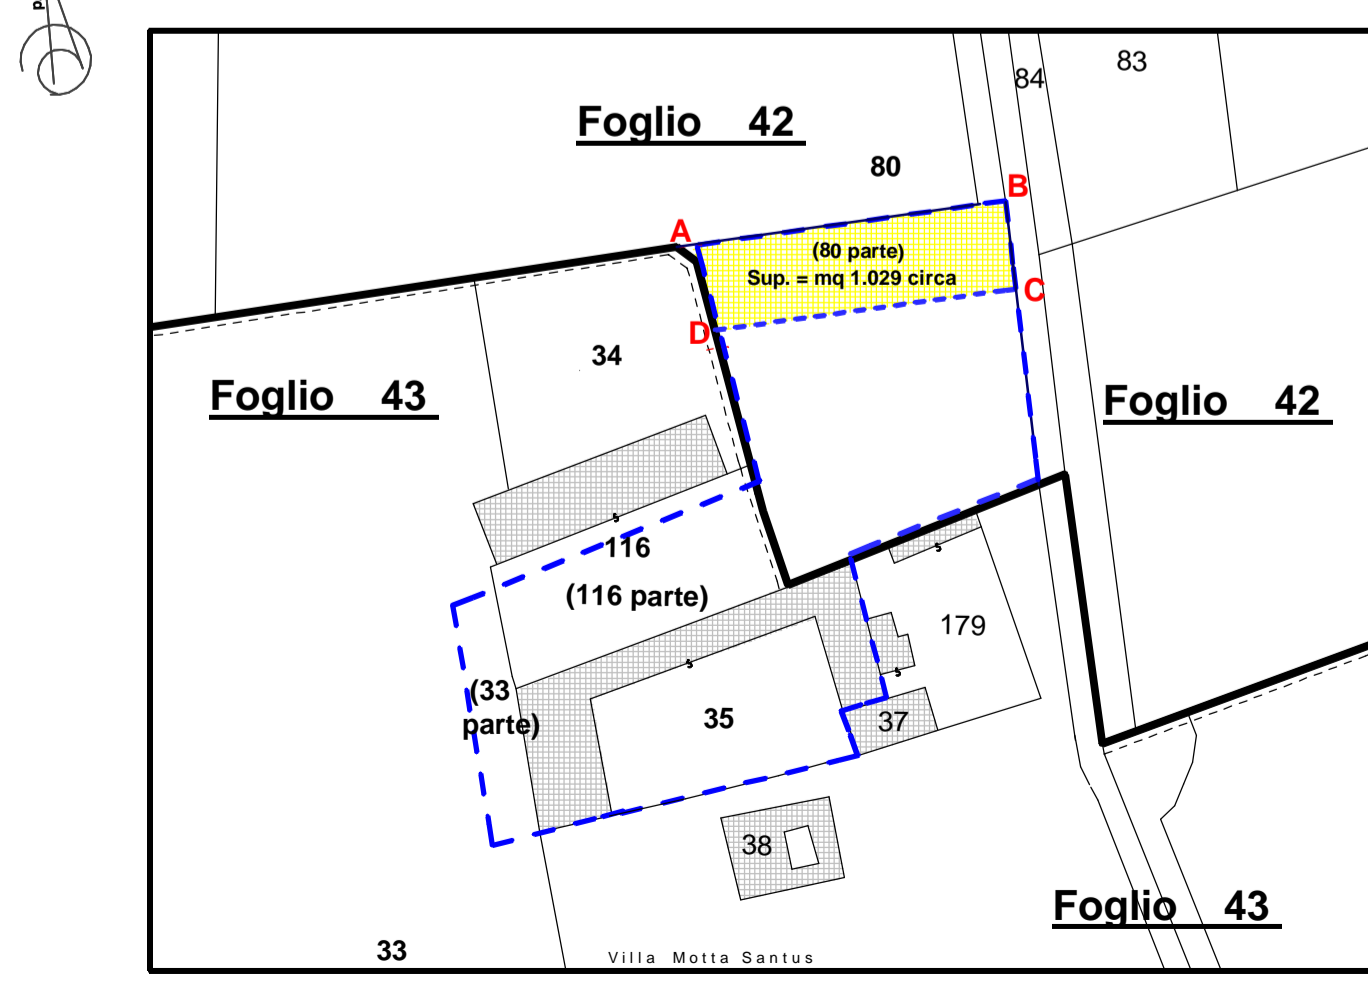 84
83
Foglio 42
80
B
A
(80 parte)
Sup. = mq 1.029 circa
C
D
34
Foglio 43
Foglio 42
116
(116 parte)
179
(33
parte)
35
37
38
Foglio 43
33
Villa Motta Santus